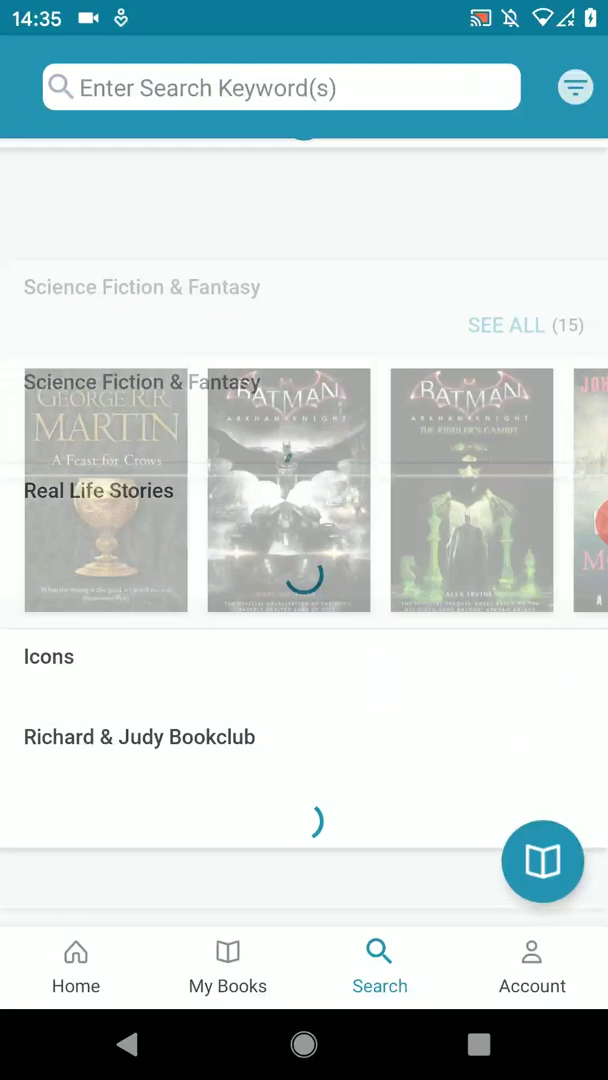 14:35
Enter Search Keyword(s)
Science Fiction & Fantasy
SEE ALL (15)
Science Fiction & Fantasy
GEORGE R.R.
MARTIN
A Feast for Crows
BATMAN
ARKHAM KNIGHT
BATMAN
ARKHAM KNIGHT
THE RIDDLER'S GAMBIT
Real Life Stories
ALEX IRVINE
Icons
Richard & Judy Bookclub
Home
My Books
Search
Account